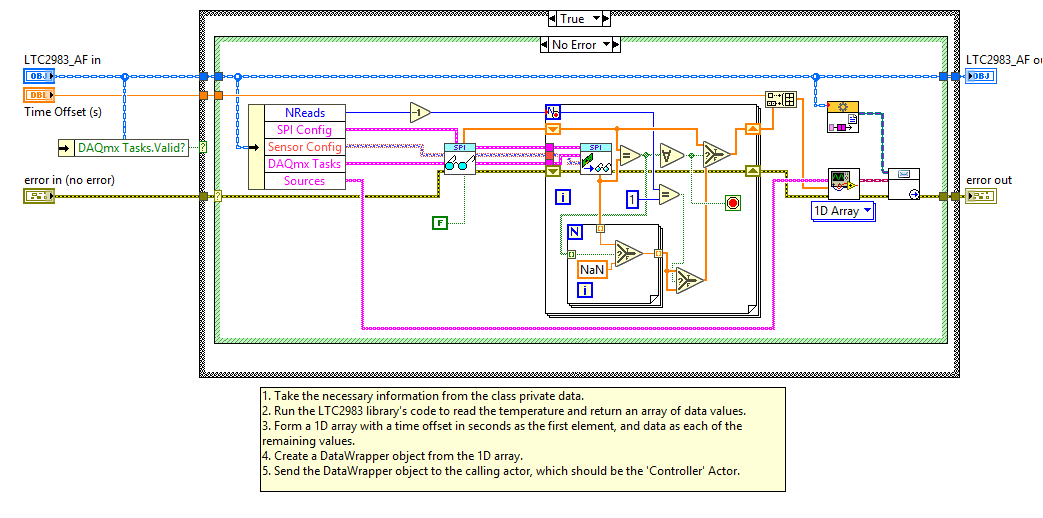 True
No Error
LTC2983_AF in
OBJ
DBL
Time Offset (s)
DAQmx Tasks.Valid?
?
error in (no error)
?
NReads
SPI Config
Sensor Config
DAQmx Tasks
Sources
-1
SPI
F
N
SPI
=
∀
?
T
F
i
1
=
N
?
T
F
NaN
i
?
T
F
1D Array
LTC2983_AF ou
OBJ
error out
1. Take the necessary information from the class private data.
2. Run the LTC2983 library's code to read the temperature and return an array of data values.
3. Form a 1D array with a time offset in seconds as the first element, and data as each of the
remaining values.
4. Create a DataWrapper object from the 1D array.
5. Send the DataWrapper object to the calling actor, which should be the 'Controller' Actor.